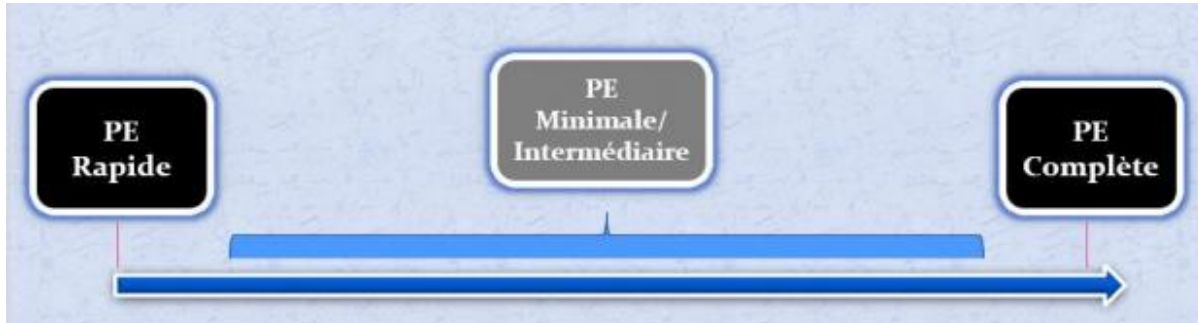 PE
Rapide
PE
Minimale/
Intermédiaire
PE
Complète